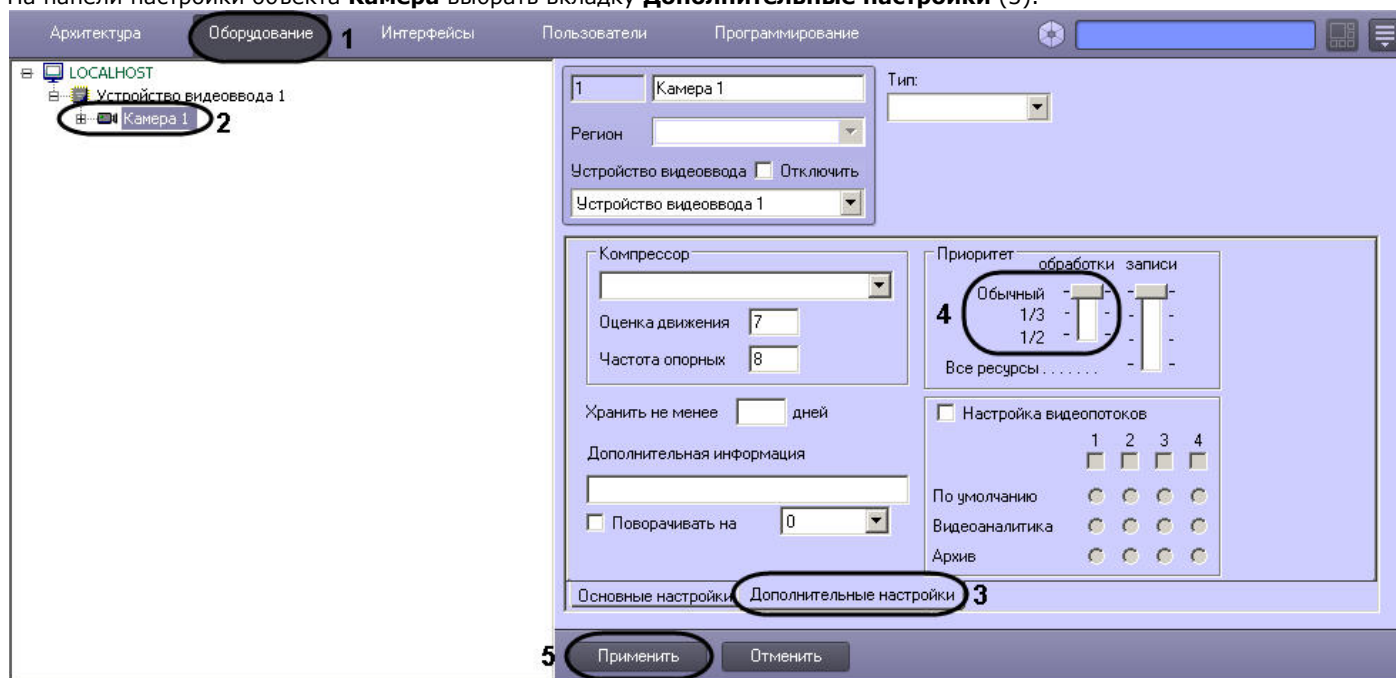 На панели настройки объекта Камера выбрать вкладку Дополнительные настройки (3).
Архитектура Оборудование 1 Интерфейсы Пользователи Программирование
LOCALHOST
Устройство видеоввода 1
Камера 1 2
1 Камера 1 Тип:
Регион
Устройство видеоввода Отключить
Устройство видеоввода 1
Компрессор
Оценка движения 7
Частота опорных 8
Хранить не менее дней
Дополнительная информация
Поворачивать на 0
Приоритет обработки записи
4 Обычный
1/3
1/2
Все ресурсы . . . . . . .
Настройка видеопотоков
1 2 3 4
По умолчанию
Видеоаналитика
Архив
Основные настройки Дополнительные настройки 3
5 Применить Отменить